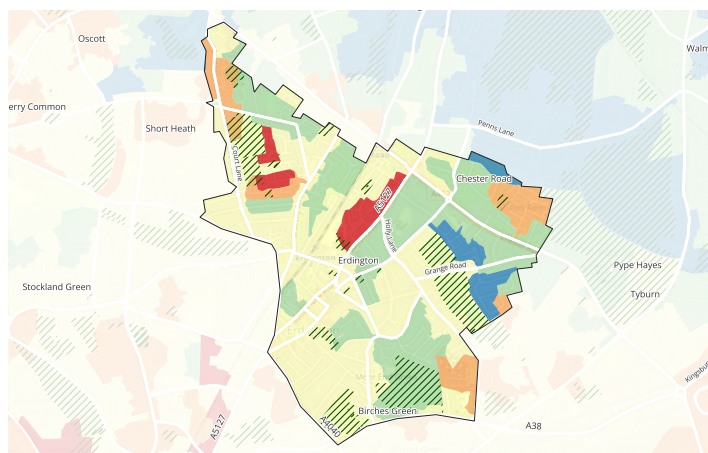 Oscott
Walm
erry Common
Short Heath
Penns Lane
Court Lane
Chester Road
A5127
Holly Lane
Erdington
Grange Road
Pype Hayes
Stockland Green
Tyburn
Kingsbu
Birches Green
A4040
A5127
A38